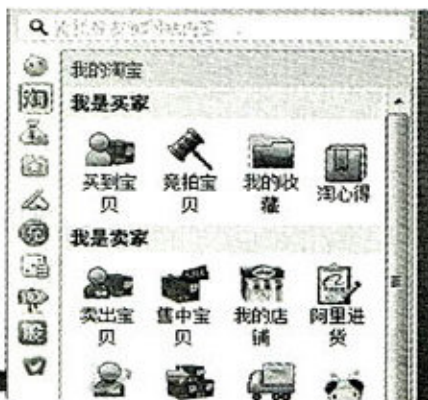 我的淘宝
我是买家
买到宝贝 竞拍宝贝 我的收藏 淘心得
我是卖家
卖出宝贝 售中宝贝 我的店铺 阿里进货
淘